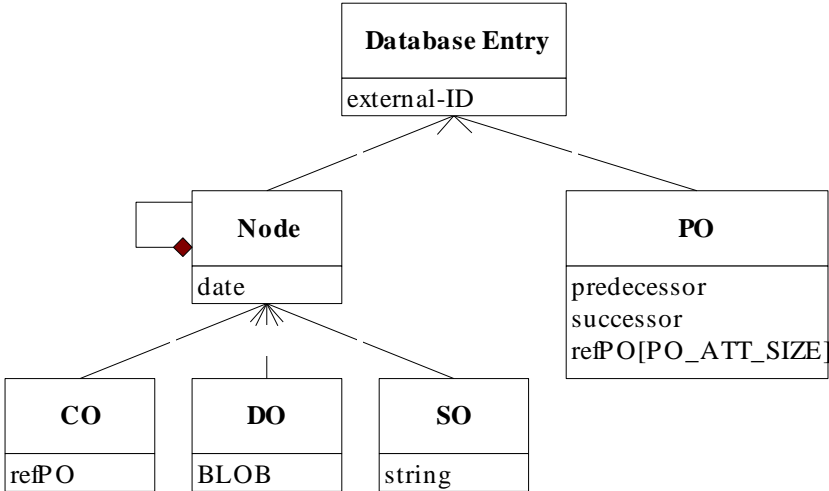 Database Entry
external-ID
Node
date
PO
predecessor
successor
refPO[PO_ATT_SIZE]
CO
refPO
DO
BLOB
SO
string